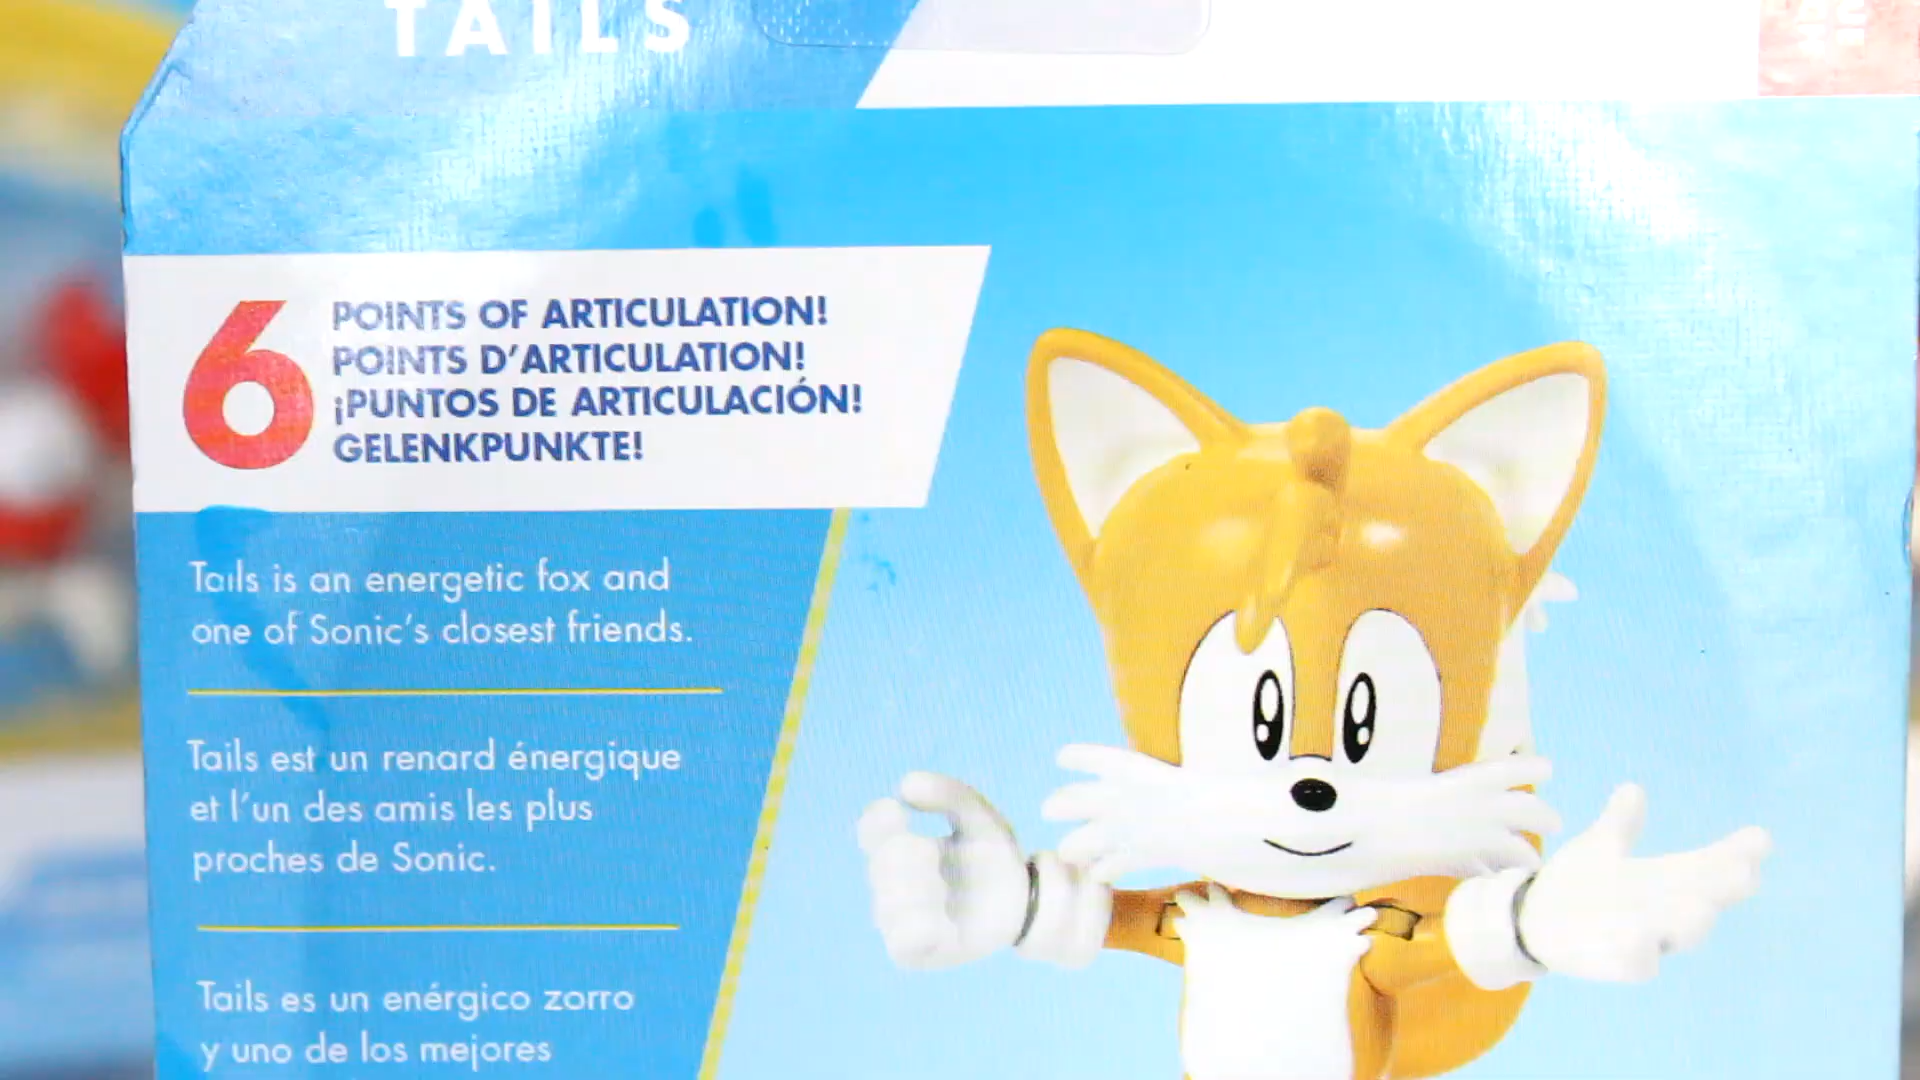 TAILS
6
POINTS OF ARTICULATION!
POINTS D'ARTICULATION!
¡PUNTOS DE ARTICULACIÓN!
GELENKPUNKTE!
Tails is an energetic fox and
one of Sonic's closest friends.
Tails est un renard énergique
et l'un des amis les plus
proches de Sonic.
Tails es un enérgico zorro
y uno de los mejores